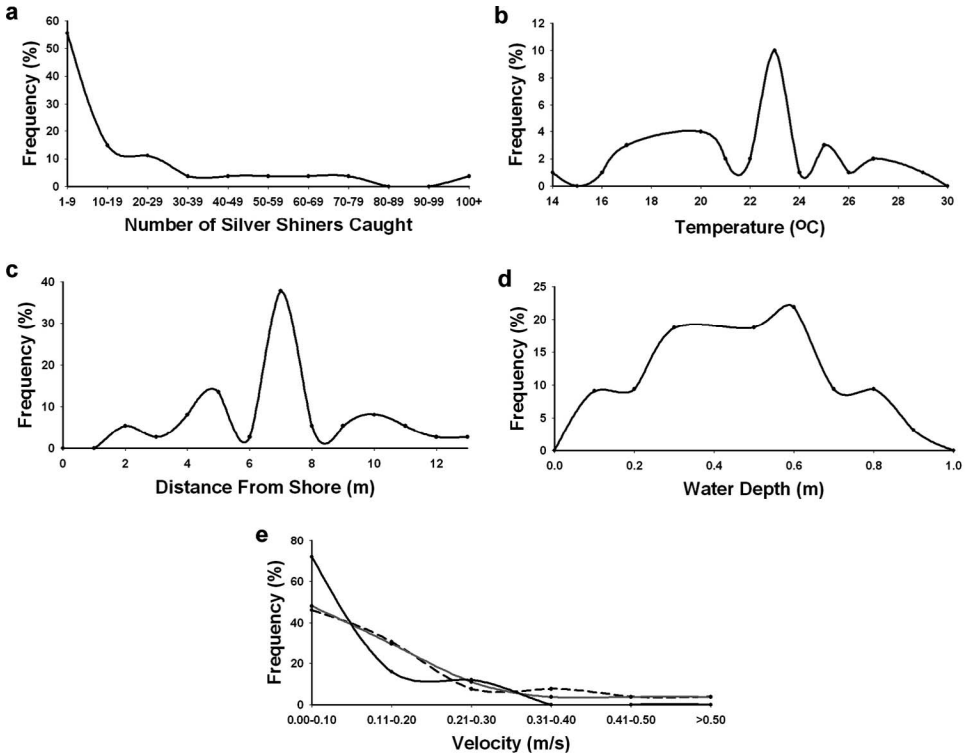 a
60
50
40
30
20
10
0
Frequency (%)
1-9 10-19 20-29 30-39 40-49 50-59 60-69 70-79 80-89 90-99 100+
Number of Silver Shiners Caught
b
12
10
8
6
4
2
0
Frequency (%)
14 16 18 20 22 24 26 28 30
Temperature (OC)
c
40
30
20
10
0
Frequency (%)
0 2 4 6 8 10 12
Distance From Shore (m)
d
25
20
15
10
5
0
Frequency (%)
0.0 0.2 0.4 0.6 0.8 1.0
Water Depth (m)
e
80
60
40
20
0
Frequency (%)
0.00-0.10 0.11-0.20 0.21-0.30 0.31-0.40 0.41-0.50 >0.50
Velocity (m/s)